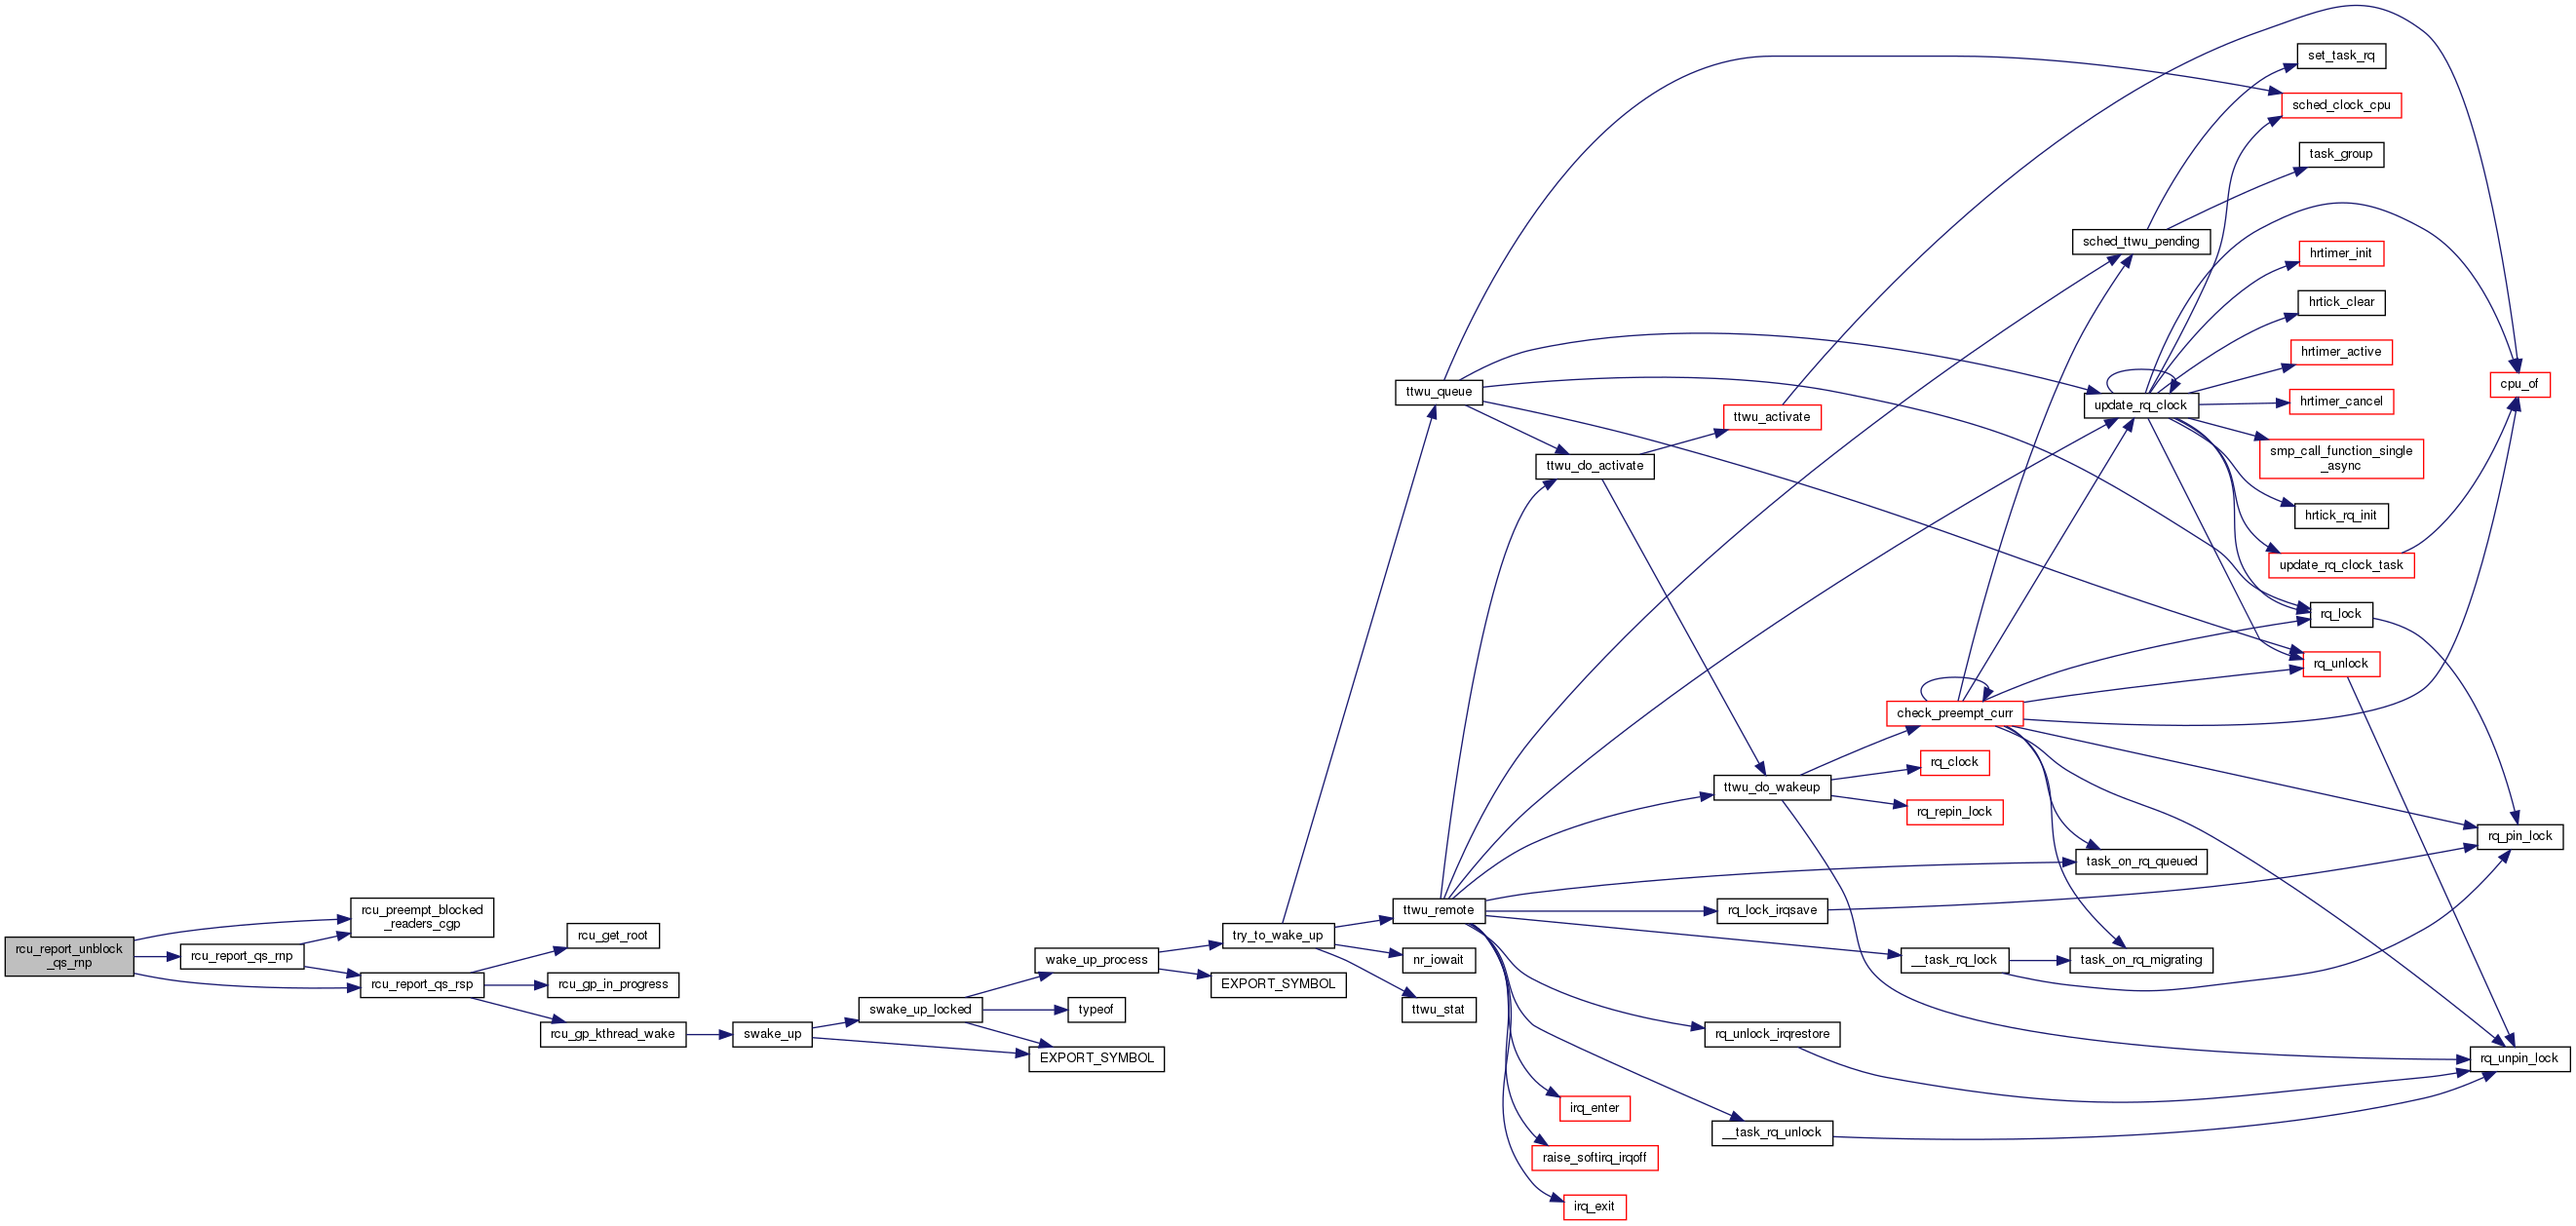 set_task_rq
sched_clock_cpu
task_group
sched_ttwu_pending
hrtimer_init
hrtick_clear
hrtimer_active
cpu_of
ttwu_queue
update_rq_clock
hrtimer_cancel
ttwu_activate
smp_call_function_single
_async
ttwu_do_activate
hrtick_rq_init
update_rq_clock_task
rq_lock
rq_unlock
check_preempt_curr
rq_clock
ttwu_do_wakeup
rq_repin_lock
rq_pin_lock
task_on_rq_queued
rcu_preempt_blocked
_readers_cgp
ttwu_remote
rq_lock_irqsave
rcu_get_root
try_to_wake_up
rcu_report_unblock
_qs_rnp
rcu_report_qs_rnp
wake_up_process
nr_iowait
__task_rq_lock
task_on_rq_migrating
rcu_report_qs_rsp
rcu_gp_in_progress
EXPORT_SYMBOL
swake_up_locked
typeof
ttwu_stat
rcu_gp_kthread_wake
swake_up
rq_unlock_irqrestore
EXPORT_SYMBOL
rq_unpin_lock
irq_enter
__task_rq_unlock
raise_softirq_irqoff
irq_exit